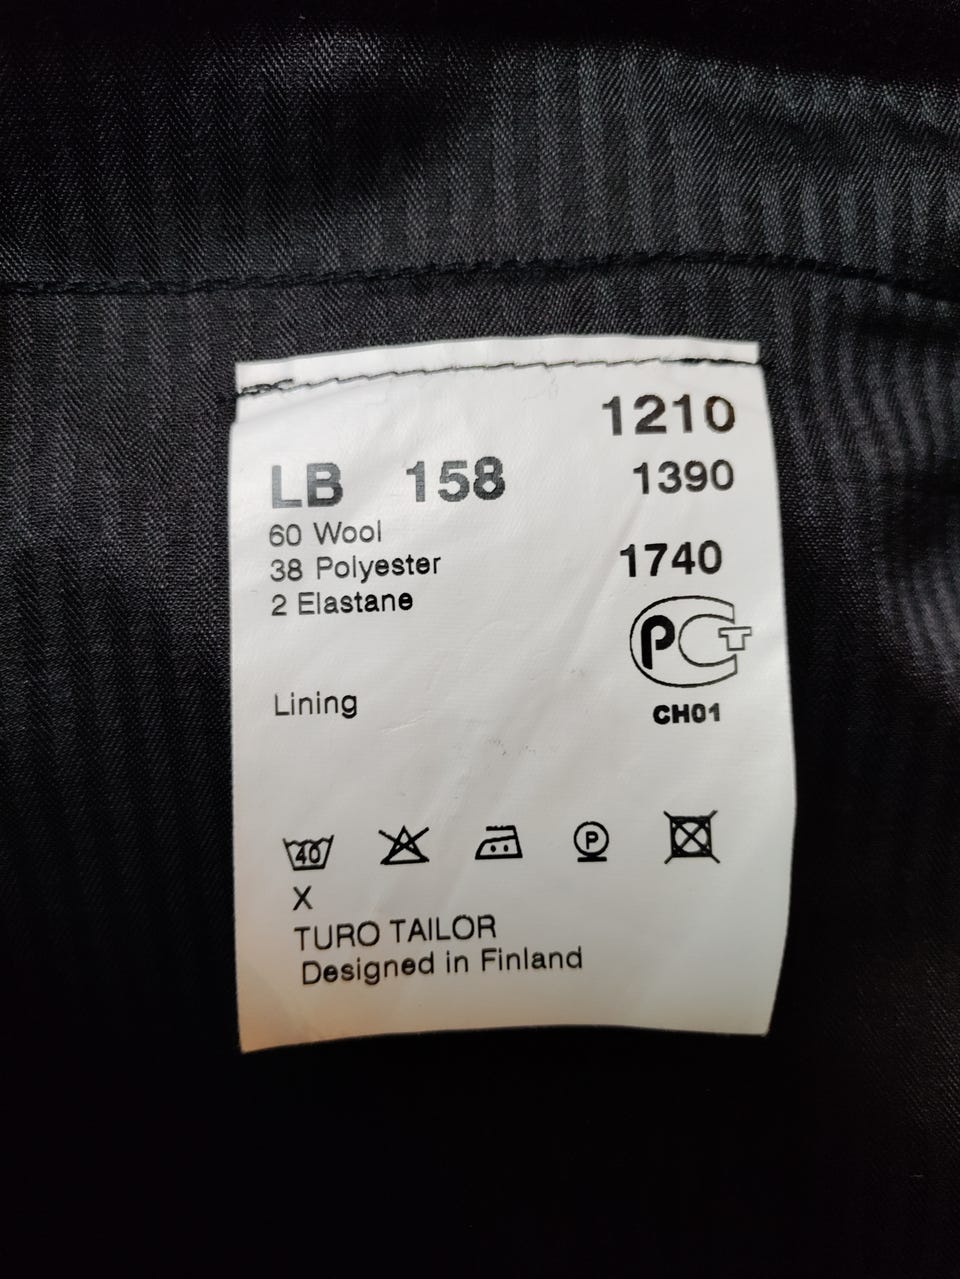 1210
LB 158 1390
60 Wool
38 Polyester 1740
2 Elastane
РСТ
Lining CH01
40 P
X
TURO TAILOR
Designed in Finland